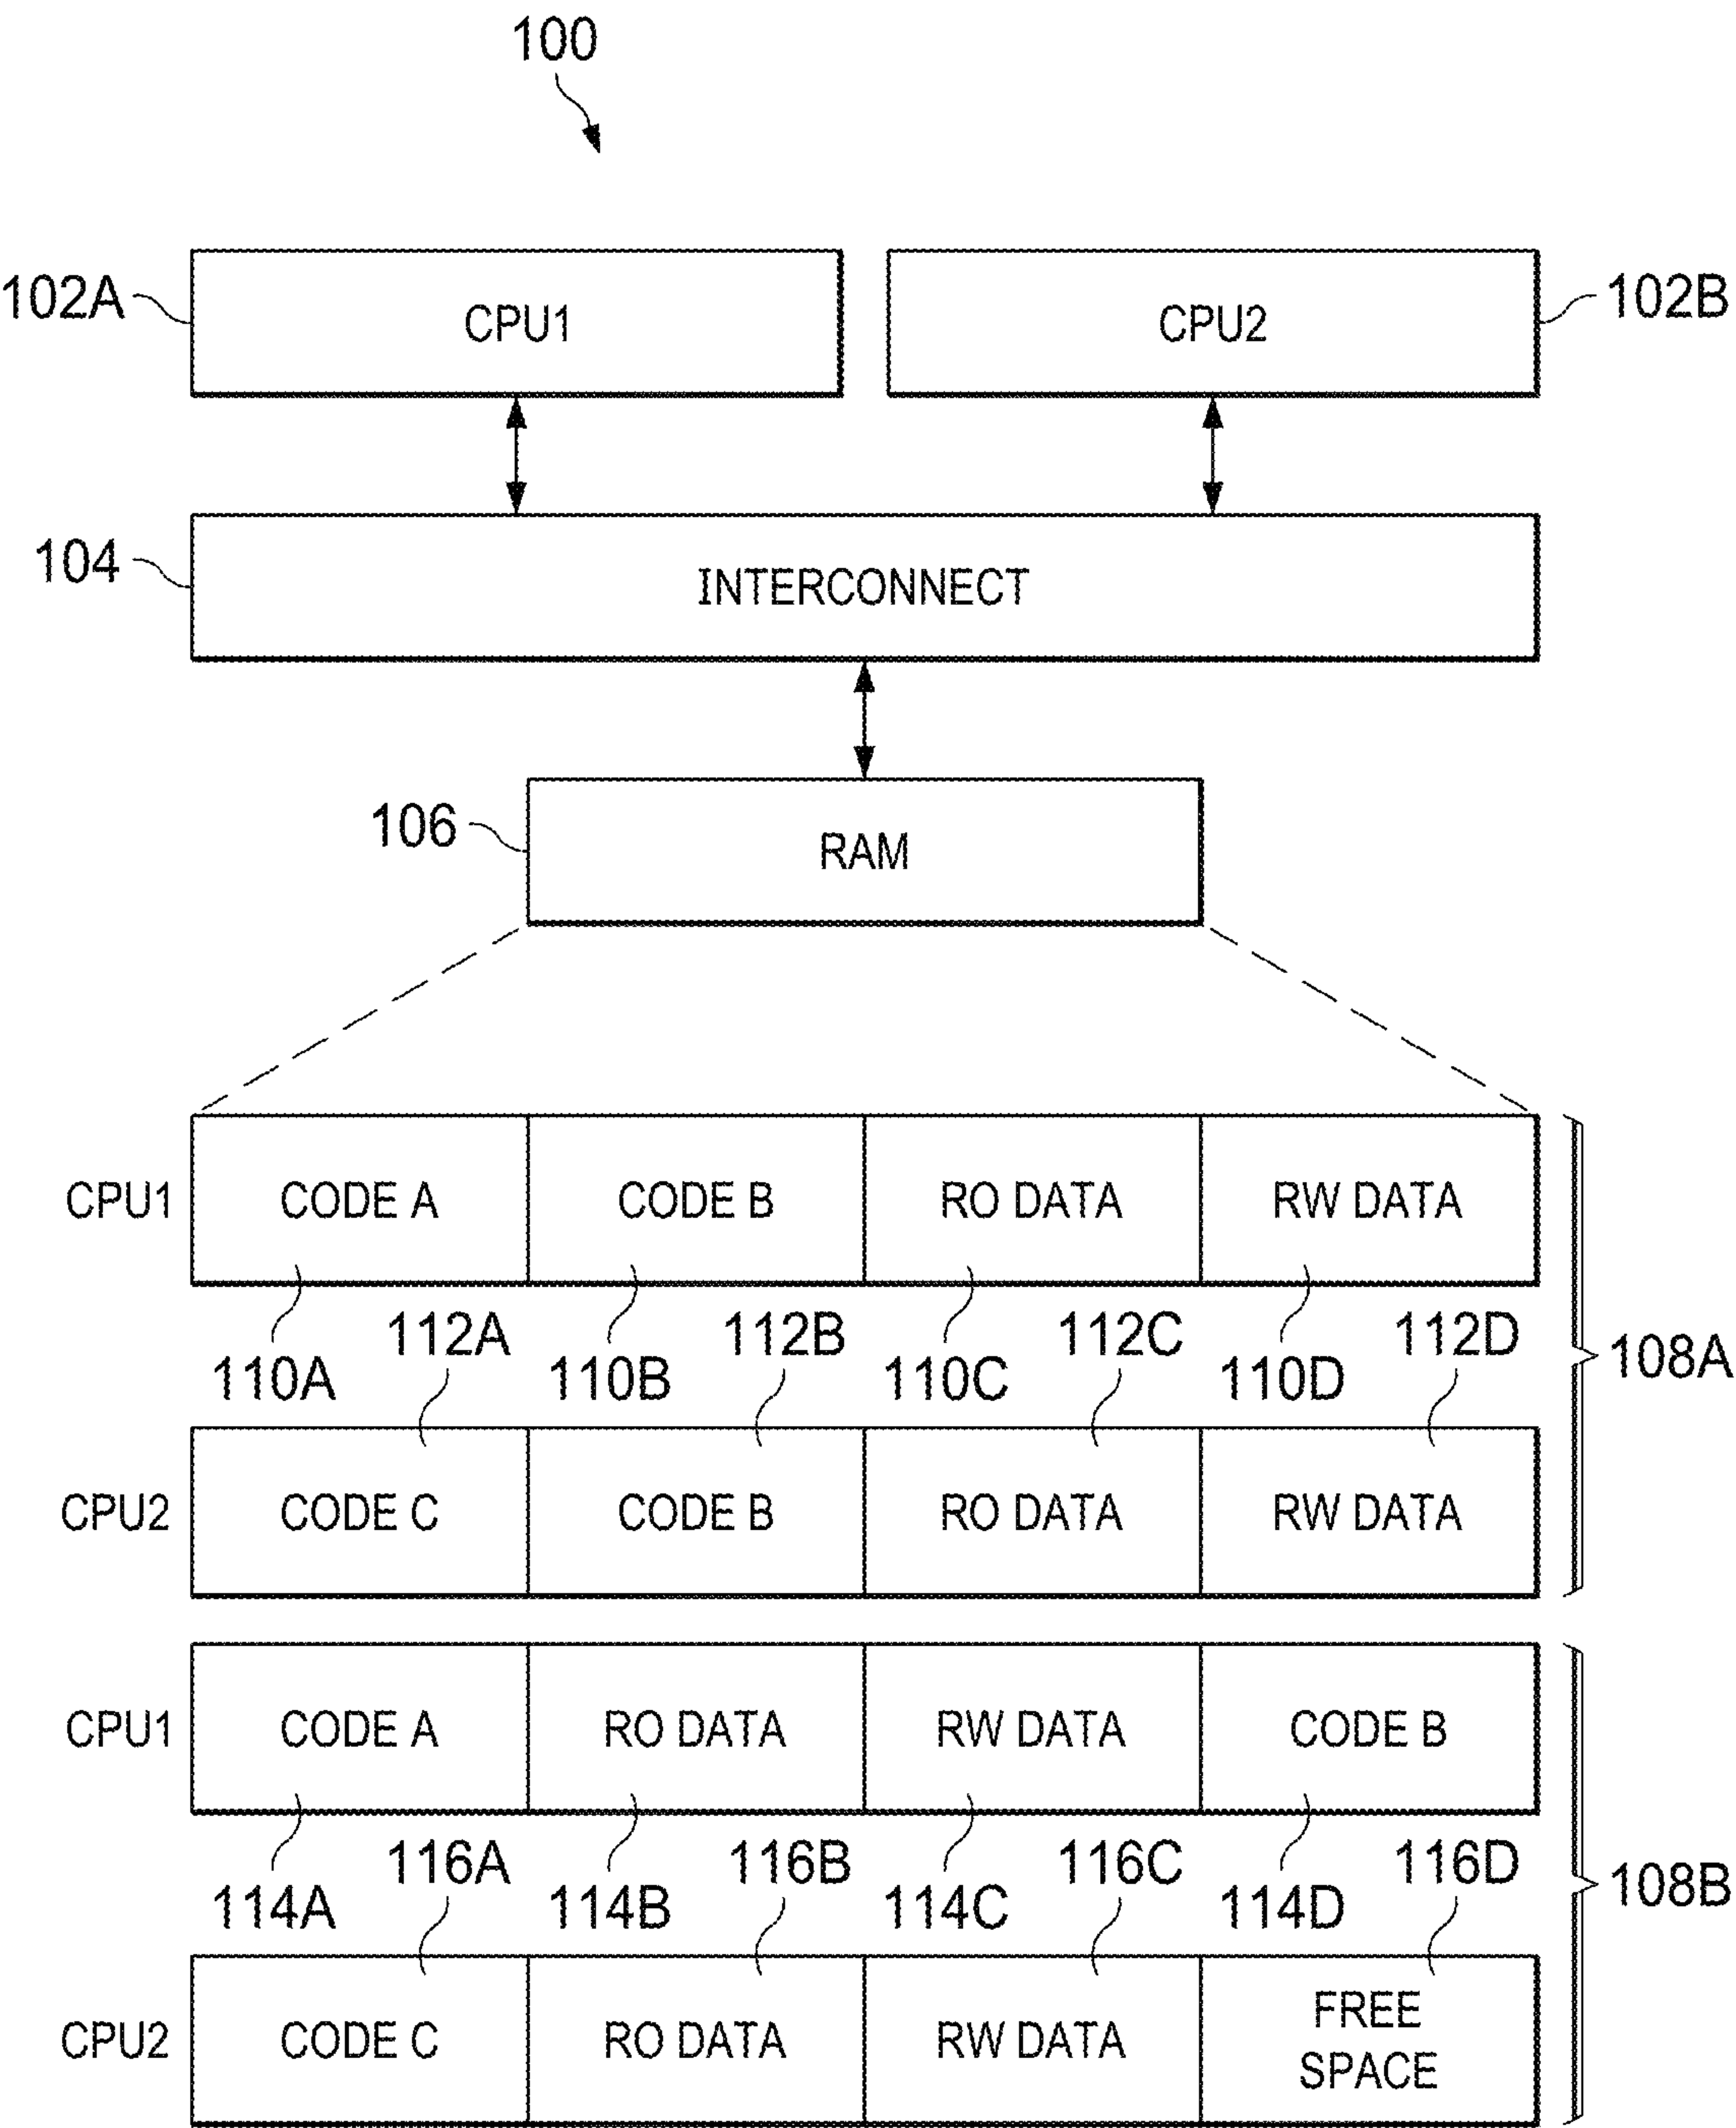 100
102A CPU1 CPU2 102B
104 INTERCONNECT
106 RAM
CPU1 CODE A CODE B RO DATA RW DATA
112A 112B 112C 112D
110A 110B 110C 110D 108A
CPU2 CODE C CODE B RO DATA RW DATA
CPU1 CODE A RO DATA RW DATA CODE B
116A 116B 116C 116D
114A 114B 114C 114D 108B
CPU2 CODE C RO DATA RW DATA FREE
SPACE